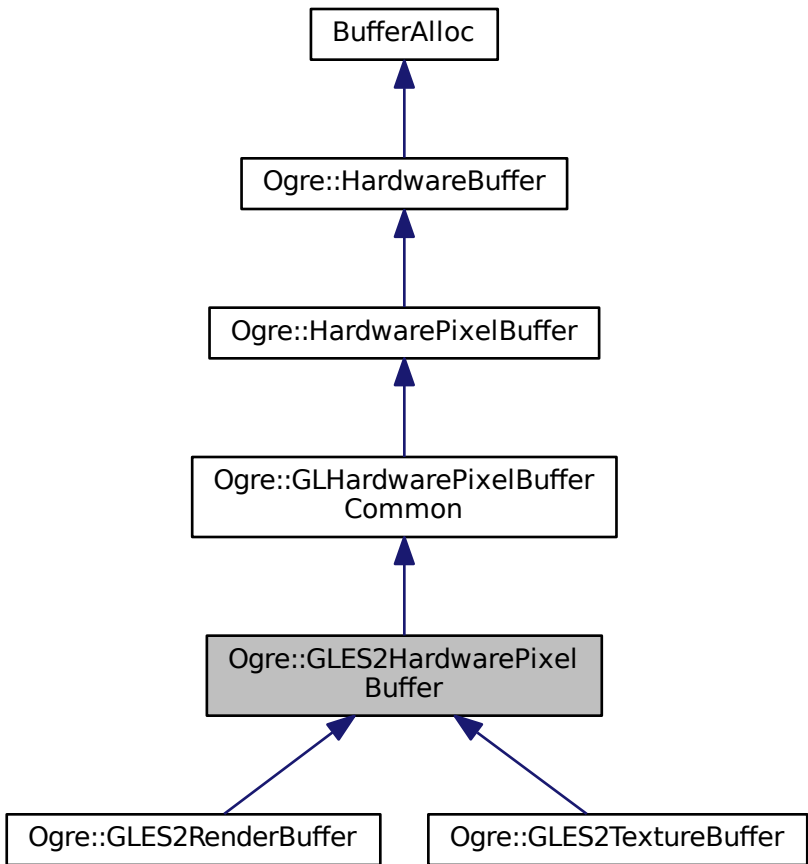 BufferAlloc
Ogre::HardwareBuffer
Ogre::HardwarePixelBuffer
Ogre::GLHardwarePixelBuffer
Common
Ogre::GLES2HardwarePixel
Buffer
Ogre::GLES2RenderBuffer
Ogre::GLES2TextureBuffer